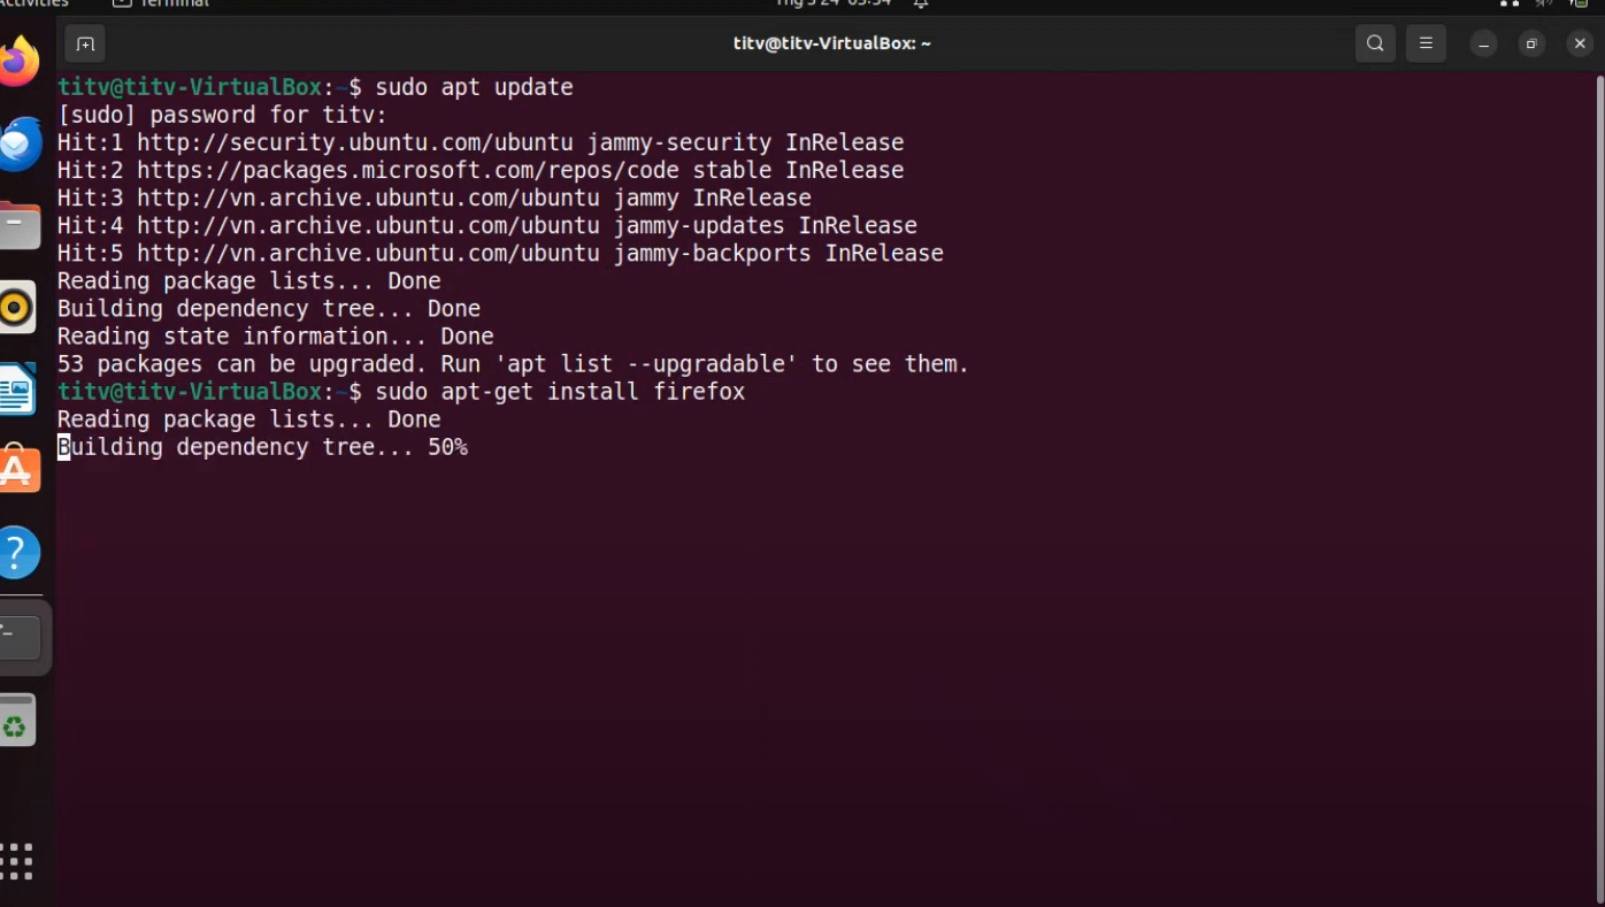 Activities Terminal Thg 3 24 03:34
titv@titv-VirtualBox: ~
titv@titv-VirtualBox:~$ sudo apt update
[sudo] password for titv:
Hit:1 http://security.ubuntu.com/ubuntu jammy-security InRelease
Hit:2 https://packages.microsoft.com/repos/code stable InRelease
Hit:3 http://vn.archive.ubuntu.com/ubuntu jammy InRelease
Hit:4 http://vn.archive.ubuntu.com/ubuntu jammy-updates InRelease
Hit:5 http://vn.archive.ubuntu.com/ubuntu jammy-backports InRelease
Reading package lists... Done
Building dependency tree... Done
Reading state information... Done
53 packages can be upgraded. Run 'apt list --upgradable' to see them.
titv@titv-VirtualBox:~$ sudo apt-get install firefox
Reading package lists... Done
Building dependency tree... 50%